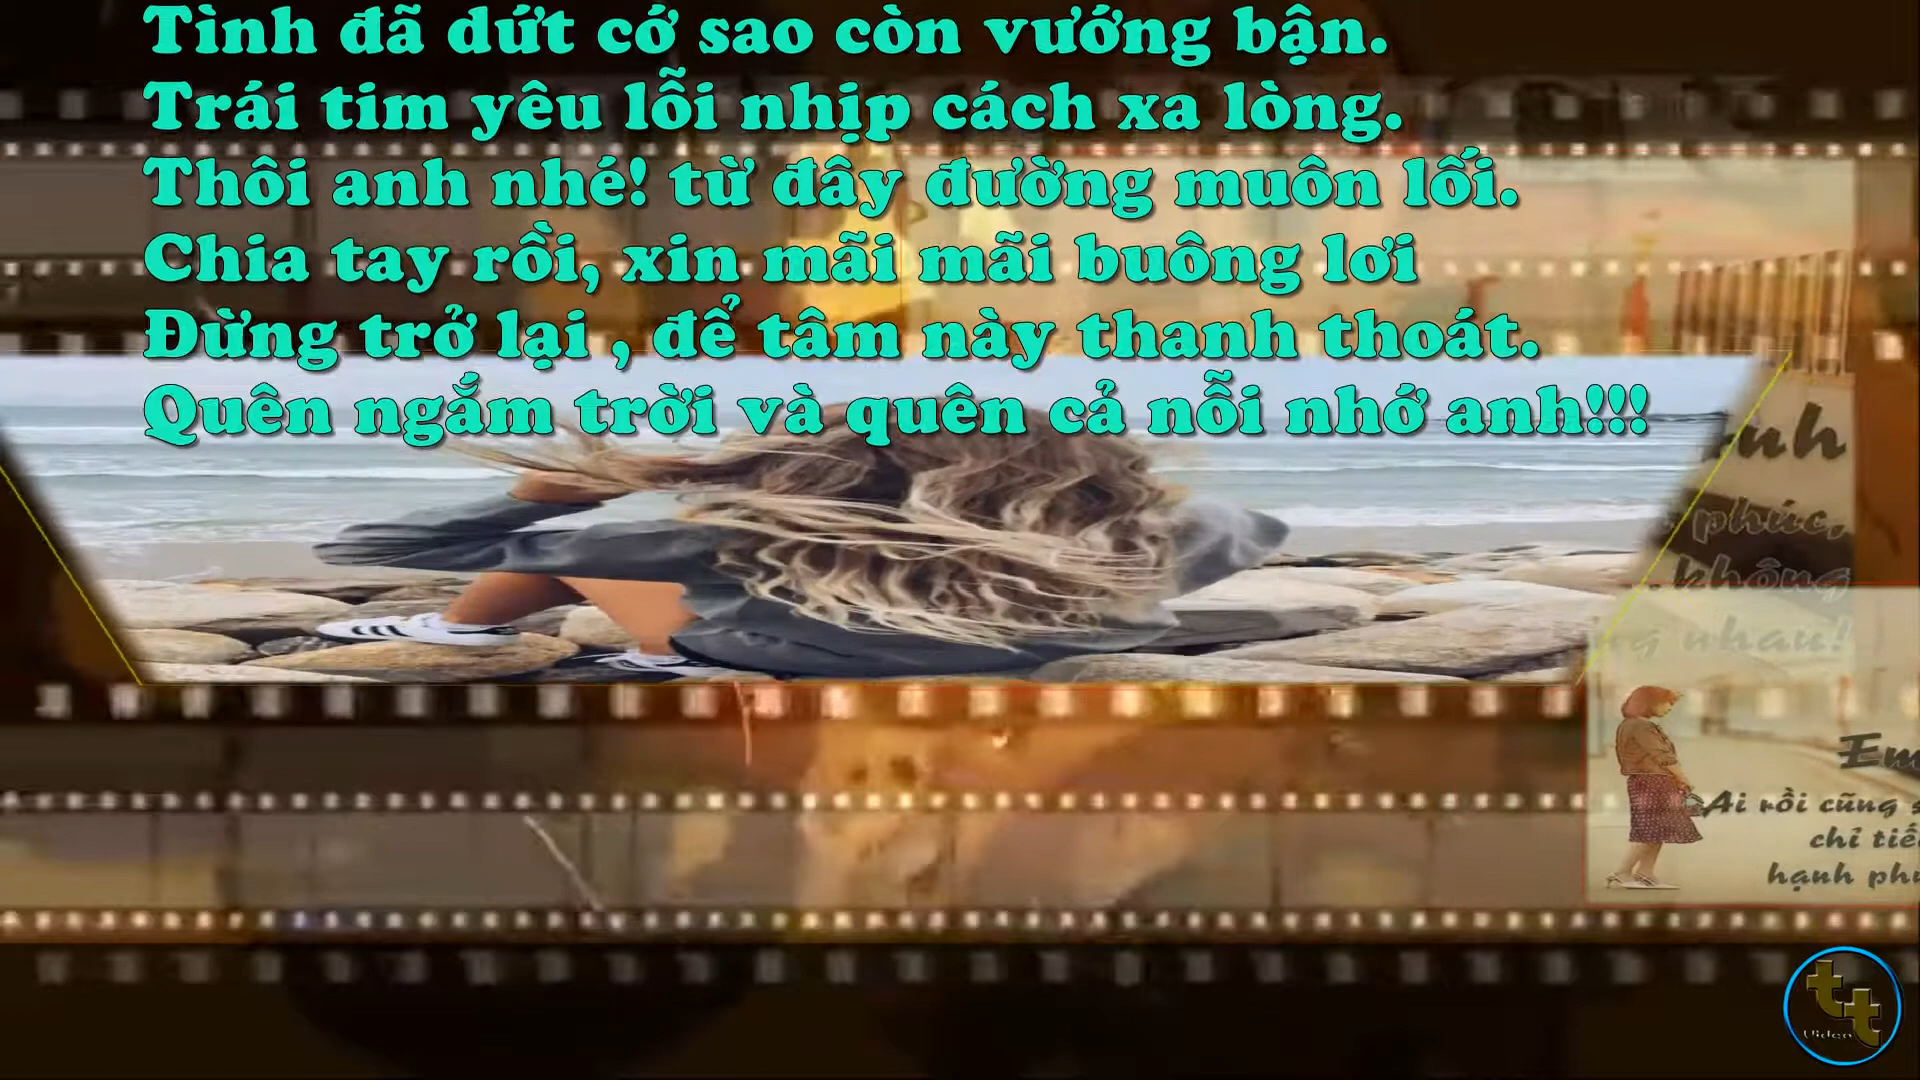 Tình đã dứt cớ sao còn vướng bận.
Trái tim yêu lỗi nhịp cách xa lòng.
Thôi anh nhé! từ đây đường muôn lối.
Chia tay rồi, xin mãi mãi buông lơi
Đừng trở lại , để tâm này thanh thoát.
Quên ngắm trời và quên cả nỗi nhớ anh!!!
phúc,
không
nhau!
Em
Ai rồi cũng
chỉ
hạnh
tt
Video